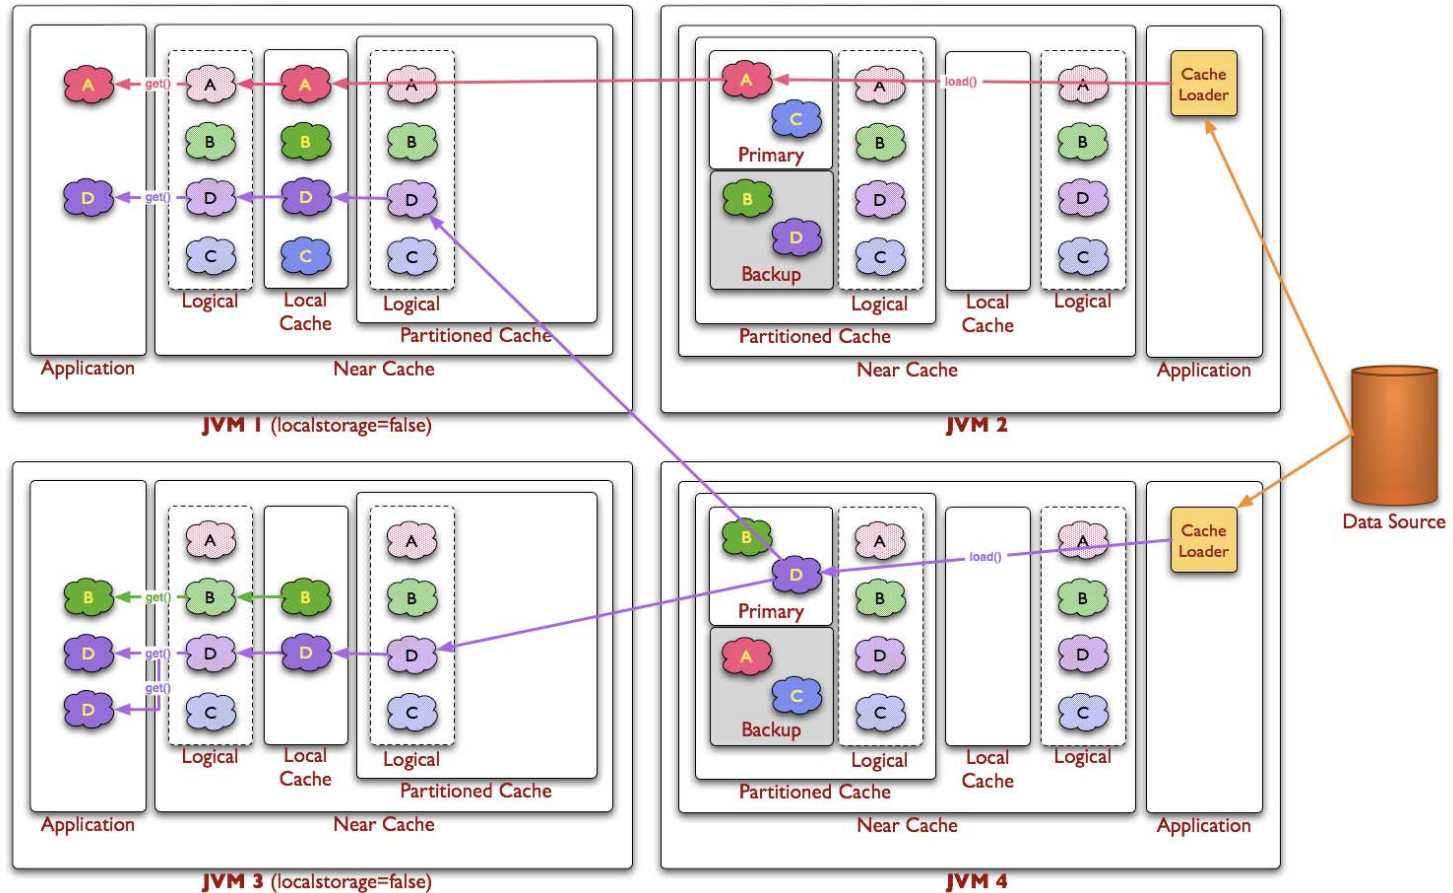 A
get()
A
A
A
B
B
B
D
get()
D
D
D
C
C
C
Logical
Local
Cache
Logical
Partitioned Cache
Application
Near Cache
JVM 1 (localstorage=false)
A
C
Primary
B
D
Backup
A
B
D
C
Logical
load()
Local
Cache
A
B
D
C
Logical
Cache
Loader
Partitioned Cache
Near Cache
Application
JVM 2
Data Source
A
A
B
get()
B
B
B
D
get()
D
D
D
D
get()
C
C
Logical
Local
Cache
Logical
Partitioned Cache
Application
Near Cache
JVM 3 (localstorage=false)
B
D
Primary
A
C
Backup
A
B
D
C
Logical
load()
Local
Cache
A
B
D
C
Logical
Cache
Loader
Partitioned Cache
Near Cache
Application
JVM 4